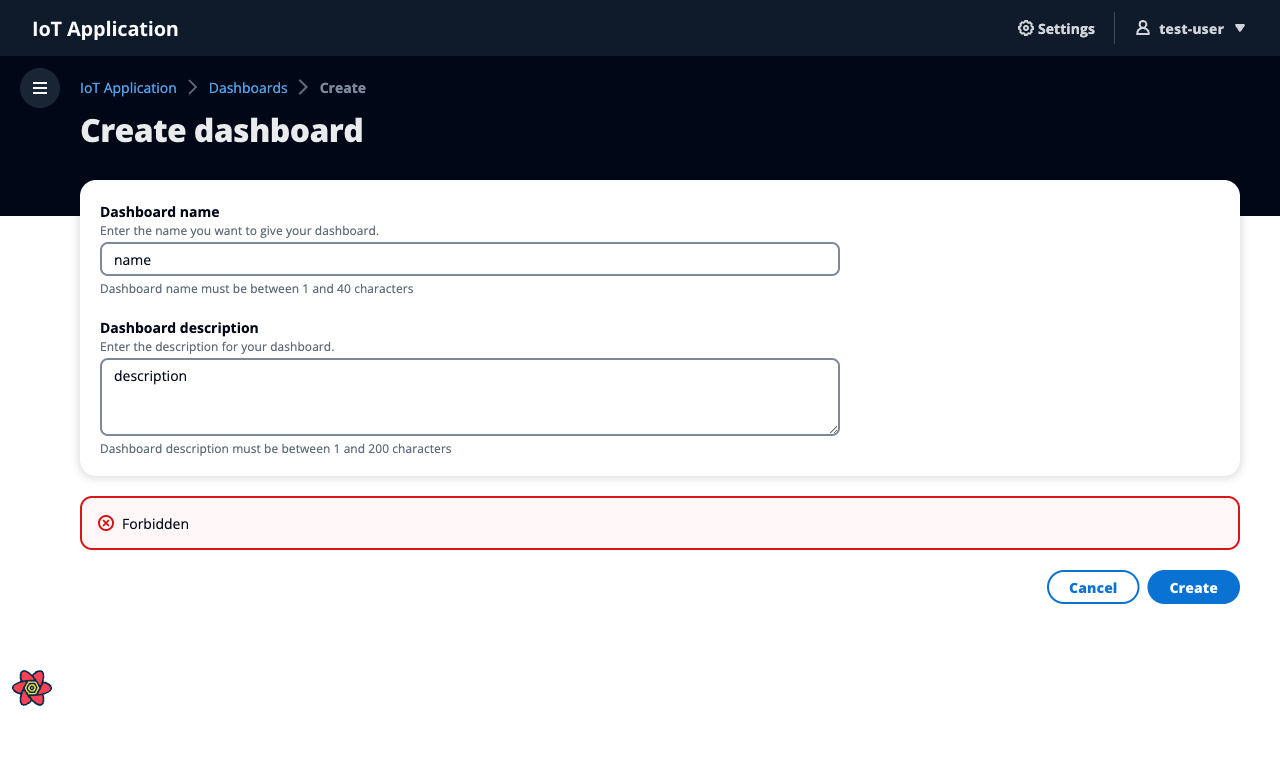 IoT Application
Settings
test-user
IoT Application
Dashboards
Create
Create dashboard
Dashboard name
Enter the name you want to give your dashboard.
name
Dashboard name must be between 1 and 40 characters
Dashboard description
Enter the description for your dashboard.
description
Dashboard description must be between 1 and 200 characters
Forbidden
Cancel
Create